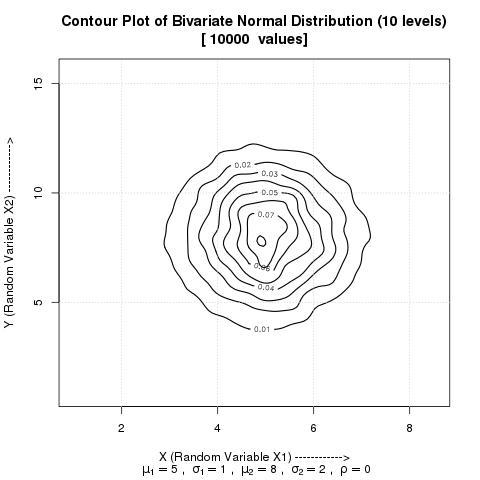 Contour Plot of Bivariate Normal Distribution (10 levels)
[ 10000  values]
Y (Random Variable X2) ------------>
15
10
5
0.02
0.03
0.05
0.07
0.06
0.04
0.01
2 4 6 8
X (Random Variable X1) ------------>
μ₁ = 5 , σ₁ = 1 , μ₂ = 8 , σ₂ = 2 , ρ = 0